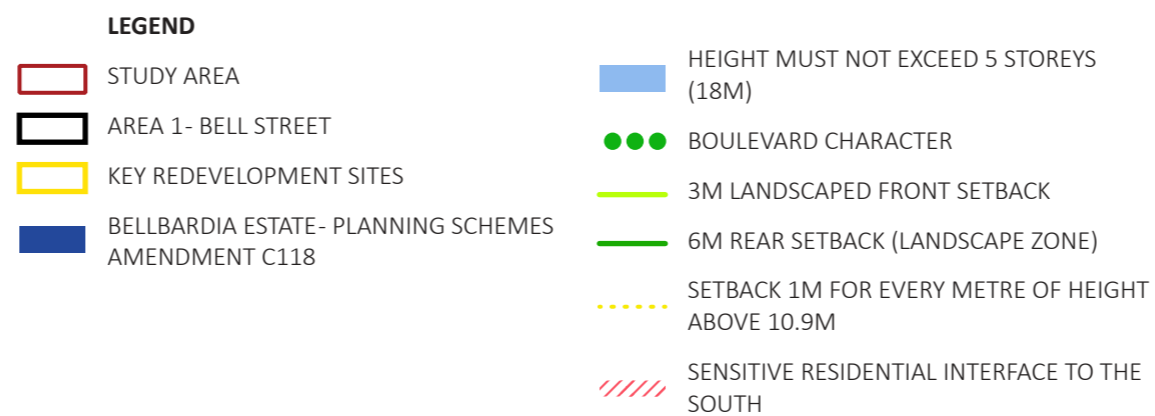 LEGEND
STUDY AREA
AREA 1- BELL STREET
KEY REDEVELOPMENT SITES
BELLBARDIA ESTATE- PLANNING SCHEMES
AMENDMENT C118
HEIGHT MUST NOT EXCEED 5 STOREYS
(18M)
BOULEVARD CHARACTER
3M LANDSCAPED FRONT SETBACK
6M REAR SETBACK (LANDSCAPE ZONE)
SETBACK 1M FOR EVERY METRE OF HEIGHT
ABOVE 10.9M
SENSITIVE RESIDENTIAL INTERFACE TO THE
SOUTH